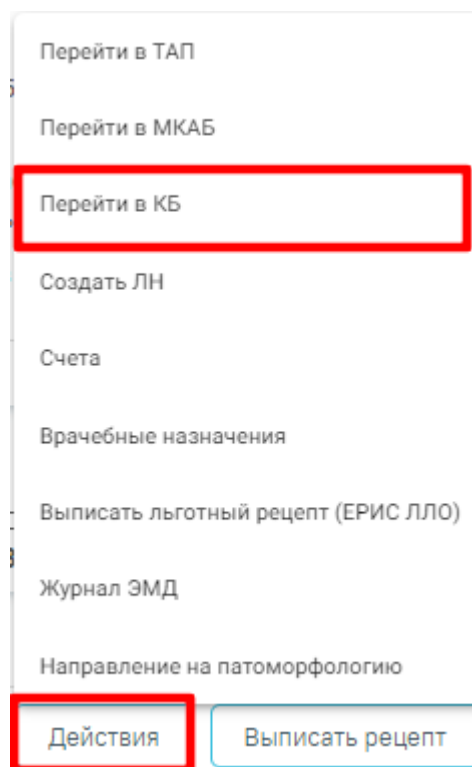 Перейти в ТАП
Перейти в МКАБ
Перейти в КБ
Создать ЛН
Счета
Врачебные назначения
Выписать льготный рецепт (ЕРИС ЛЛО)
Журнал ЭМД
Направление на патоморфологию
Действия
Выписать рецепт